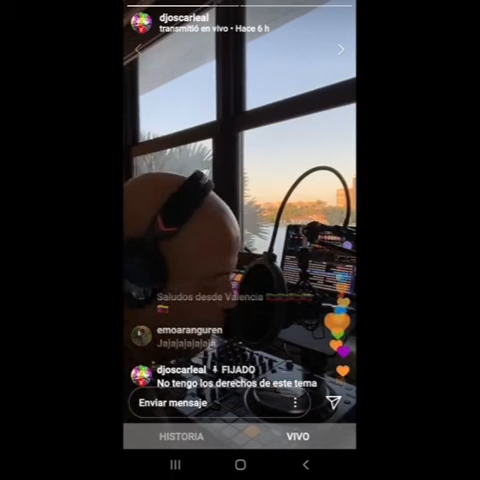 djoscarleal
transmitió en vivo • Hace 6 h
Saludos desde Valencia
emoaranguren
Jajajajajaja
djoscarleal FIJADO
No tengo los derechos de este tema
Enviar mensaje
HISTORIA
VIVO